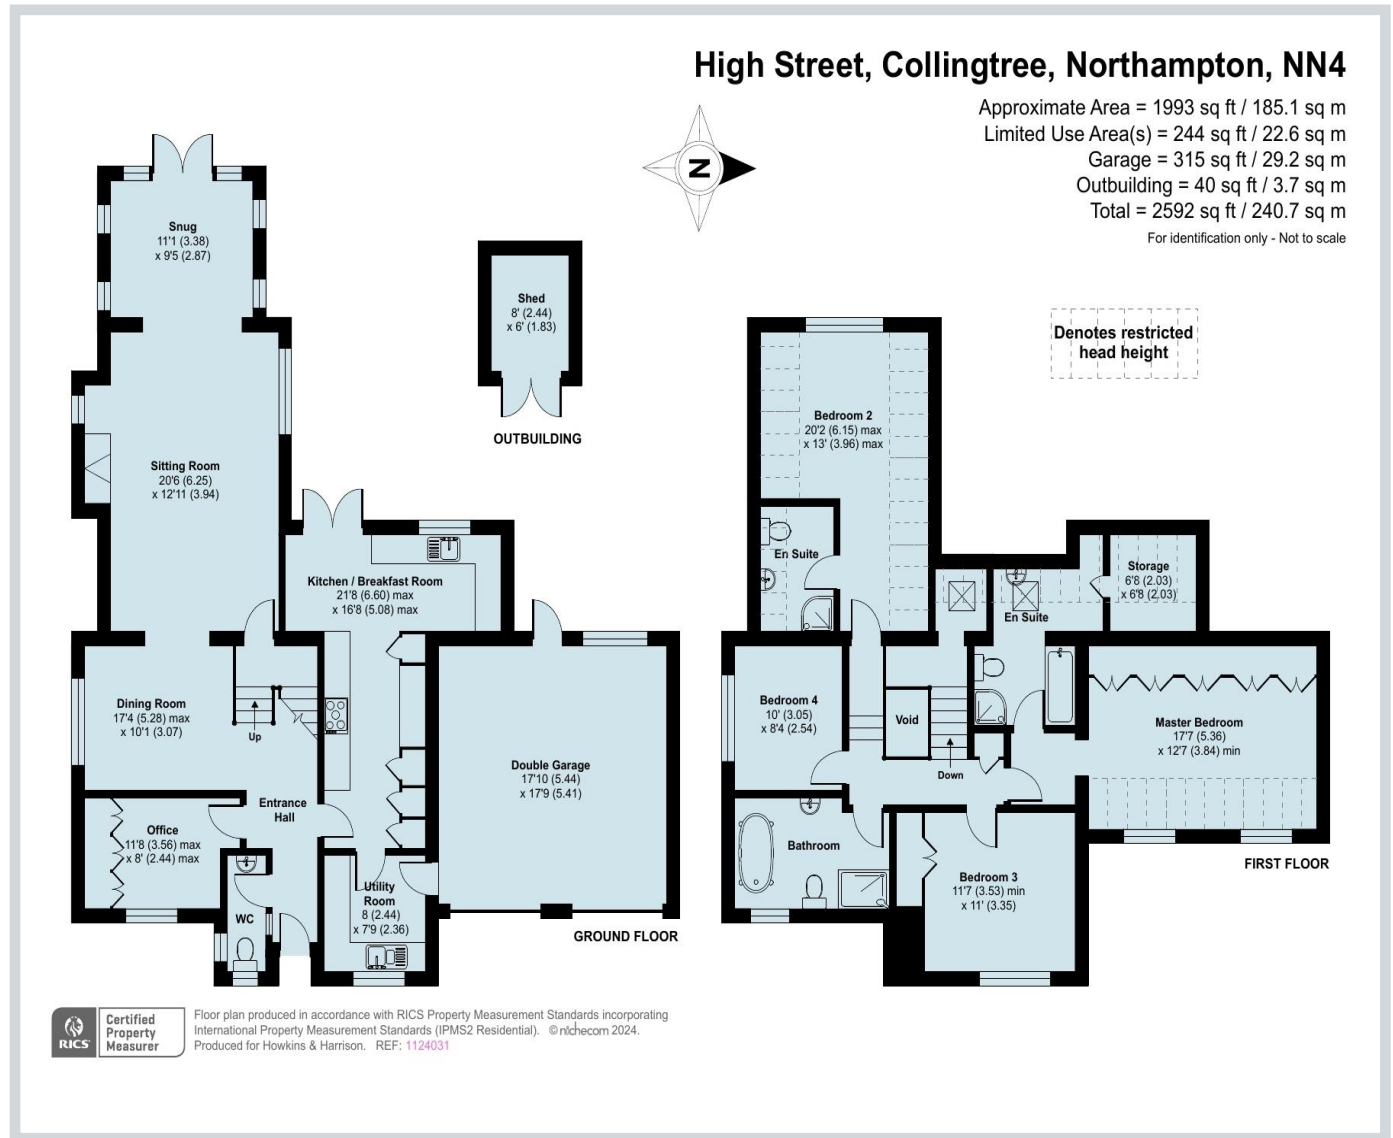 High Street, Collingtree, Northampton, NN4
Approximate Area = 1993 sq ft / 185.1 sq m
Limited Use Area(s) = 244 sq ft / 22.6 sq m
Garage = 315 sq ft / 29.2 sq m
Outbuilding = 40 sq ft / 3.7 sq m
Total = 2592 sq ft / 240.7 sq m
For identification only - Not to scale
N
Snug
11'1 (3.38)
x 9'5 (2.87)
Shed
8' (2.44)
x 6' (1.83)
OUTBUILDING
Denotes restricted
head height
Sitting Room
20'6 (6.25)
x 12'11 (3.94)
Kitchen / Breakfast Room
21'8 (6.60) max
x 16'8 (5.08) max
Dining Room
17'4 (5.28) max
x 10'1 (3.07)
Up
Double Garage
17'10 (5.44)
x 17'9 (5.41)
Entrance
Hall
Office
11'8 (3.56) max
x 8' (2.44) max
WC
Utility
Room
8 (2.44)
x 7'9 (2.36)
GROUND FLOOR
Bedroom 2
20'2 (6.15) max
x 13' (3.96) max
En Suite
En Suite
Storage
6'8 (2.03)
x 6'8 (2.03)
Bedroom 4
10' (3.05)
x 8'4 (2.54)
Void
Down
Master Bedroom
17'7 (5.36)
x 12'7 (3.84) min
Bathroom
Bedroom 3
11'7 (3.53) min
x 11' (3.35)
FIRST FLOOR
RICS
Certified
Property
Measurer
Floor plan produced in accordance with RICS Property Measurement Standards incorporating
International Property Measurement Standards (IPMS2 Residential). © nichecom 2024.
Produced for Howkins & Harrison. REF: 1124031